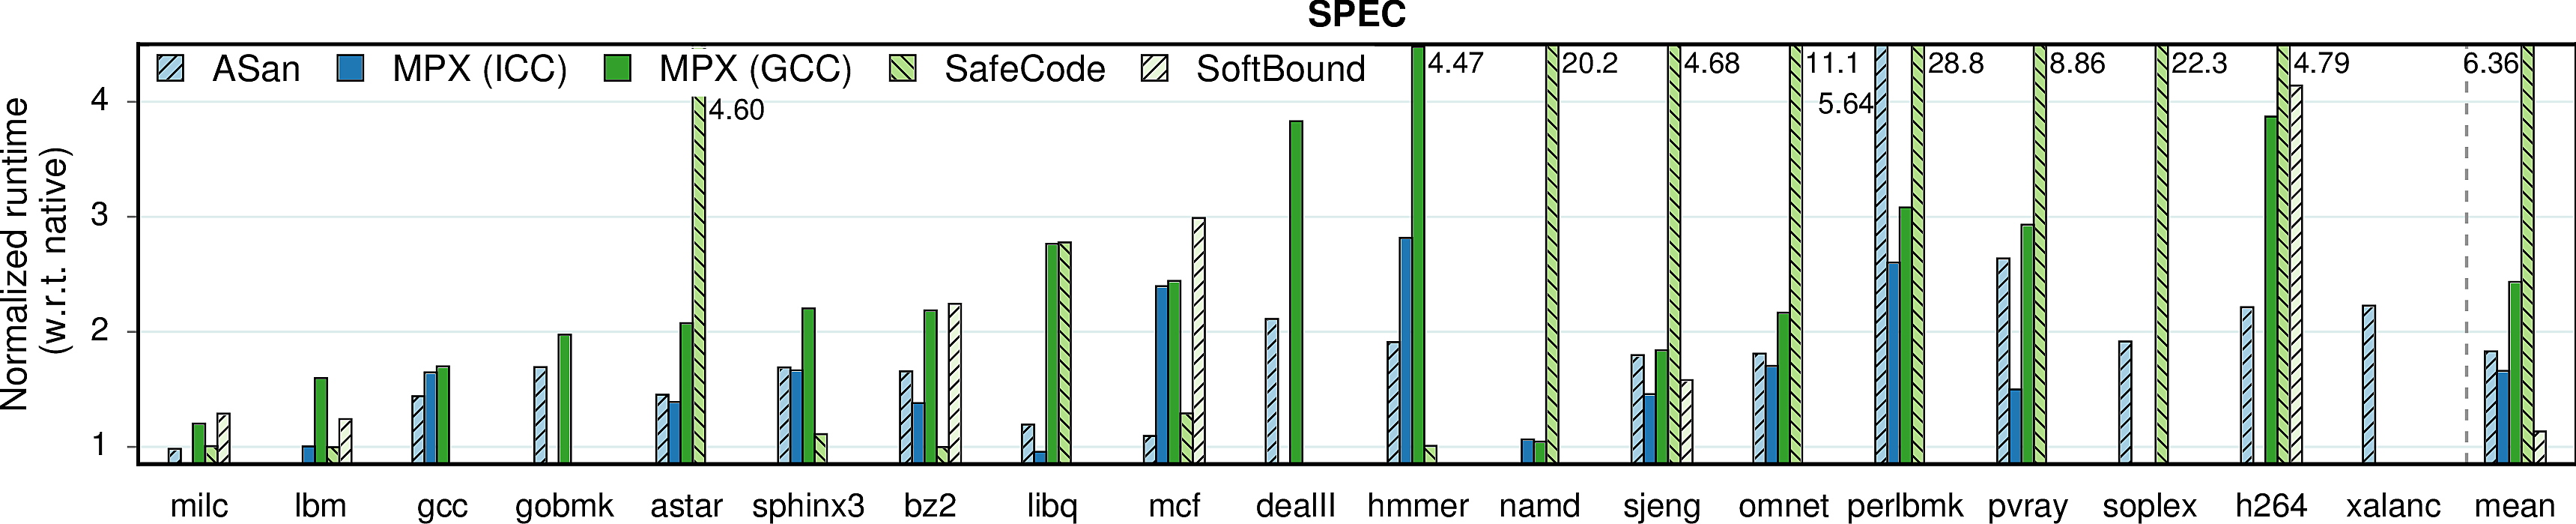 SPEC
Normalized runtime
(w.r.t. native)
ASan MPX (ICC) MPX (GCC) SafeCode SoftBound
4.47 20.2 4.68 11.1 28.8 8.86 22.3 4.79 6.36
4.60 5.64
4
3
2
1
milc lbm gcc gobmk astar sphinx3 bz2 libq mcf dealII hmmer namd sjeng omnet perlbmk pvray soplex h264 xalanc mean